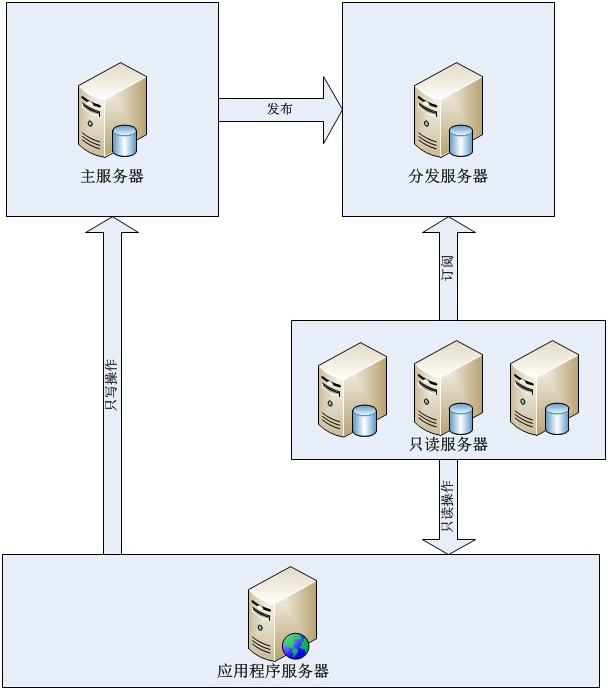 主服务器
发布
分发服务器
订阅
只写操作
只读服务器
只读操作
应用程序服务器